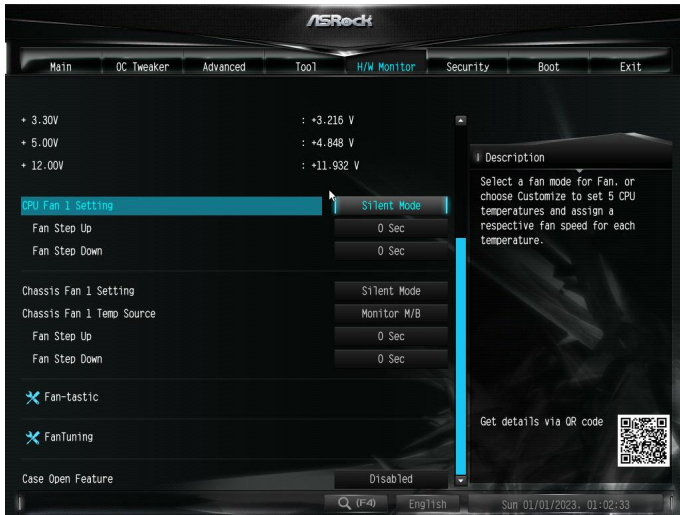 ASRock
Main OC Tweaker Advanced Tool H/W Monitor Security Boot Exit
+ 3.30V : +3.216 V
+ 5.00V : +4.848 V
+ 12.00V : +11.932 V
Description
Select a fan mode for Fan. or
choose Customize to set 5 CPU
temperatures and assign a
respective fan speed for each
temperature.
CPU Fan 1 Setting Silent Mode
Fan Step Up 0 Sec
Fan Step Down 0 Sec
Chassis Fan 1 Setting Silent Mode
Chassis Fan 1 Temp Source Monitor M/B
Fan Step Up 0 Sec
Fan Step Down 0 Sec
Fan-tastic
FanTuning
Case Open Feature Disabled
Get details via QR code
(F4) English Sun 01/01/2023. 01:02:33